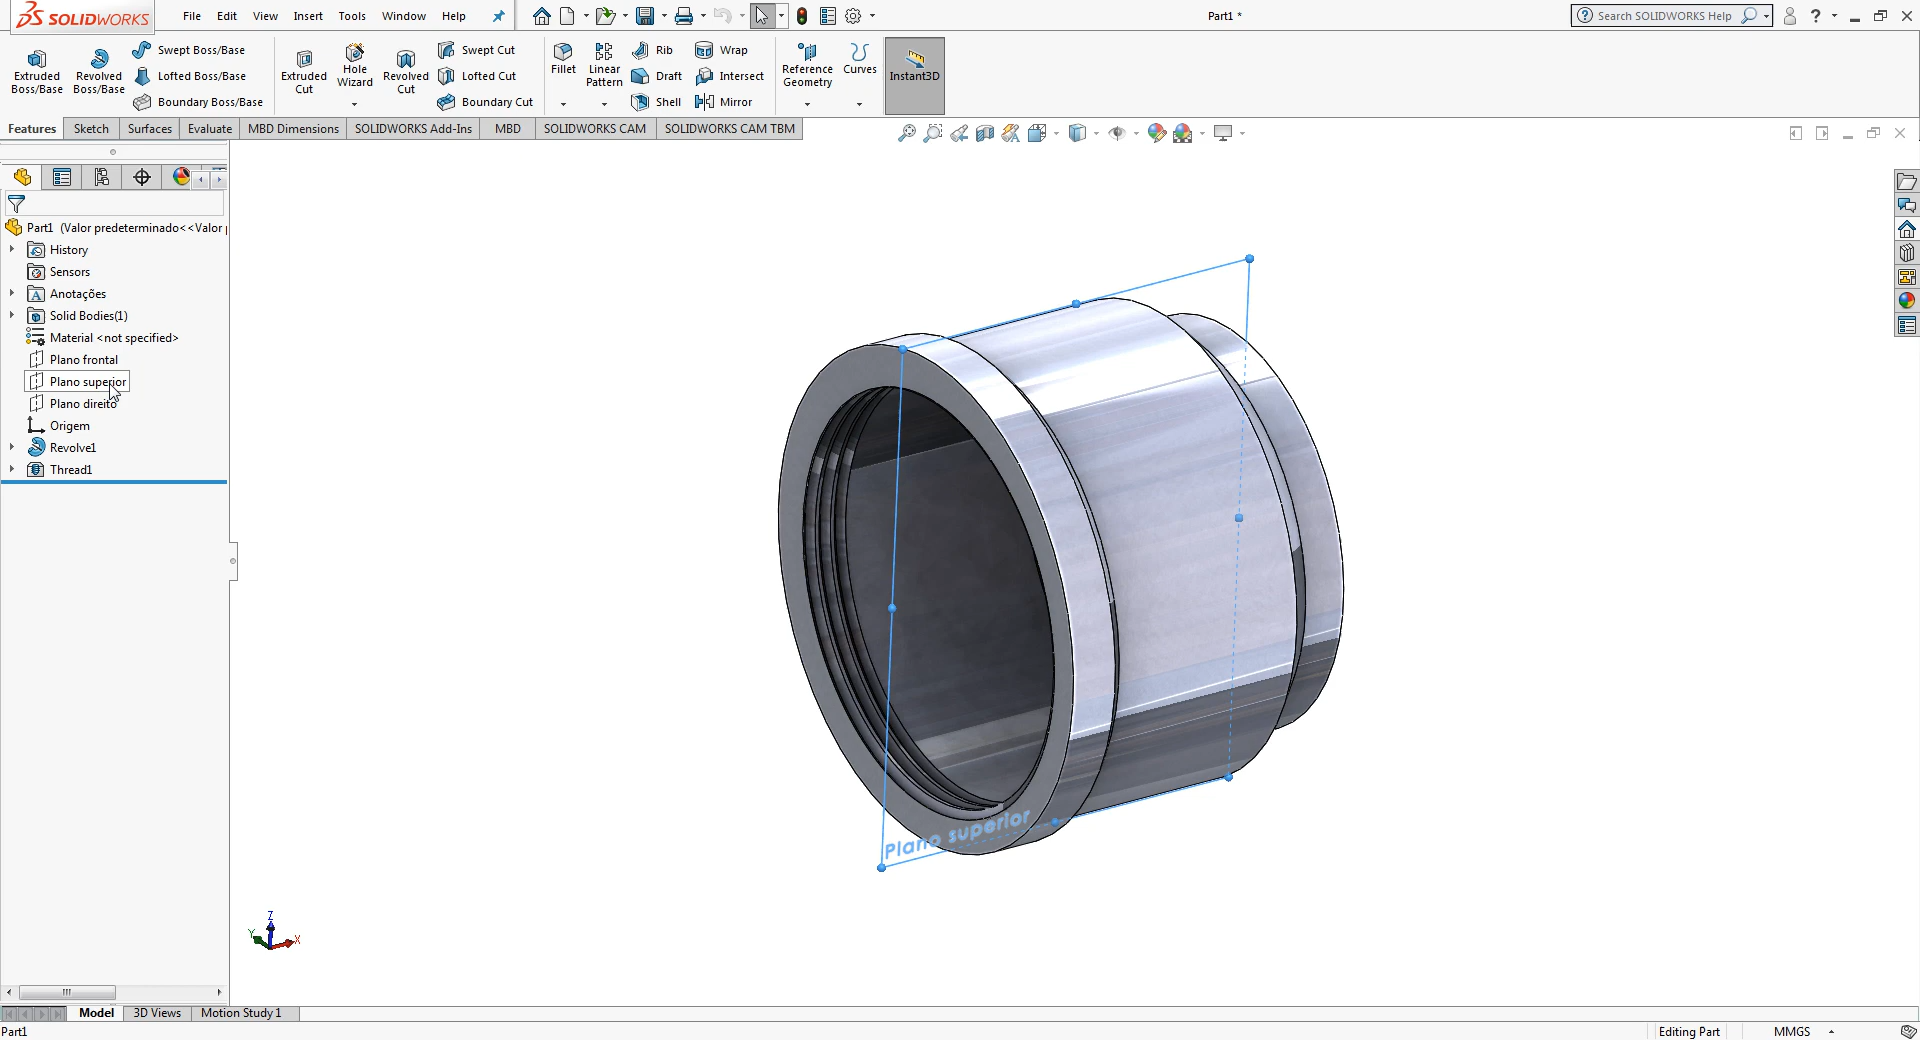 SOLIDWORKS
File Edit View Insert Tools Window Help
Part1 *
Search SOLIDWORKS Help
Extruded Boss/Base
Revolved Boss/Base
Swept Boss/Base
Lofted Boss/Base
Boundary Boss/Base
Extruded Cut
Hole Wizard
Revolved Cut
Swept Cut
Lofted Cut
Boundary Cut
Fillet
Linear Pattern
Rib
Draft
Shell
Wrap
Intersect
Mirror
Reference Geometry
Curves
Instant3D
Features Sketch Surfaces Evaluate MBD Dimensions SOLIDWORKS Add-Ins MBD SOLIDWORKS CAM SOLIDWORKS CAM TBM
Part1 (Valor predeterminado<<Valor
History
Sensors
Anotações
Solid Bodies(1)
Material <not specified>
Plano frontal
Plano superior
Plano direito
Origem
Revolve1
Thread1
Plano superior
Z
Y
X
Model 3D Views Motion Study 1
Part1
Editing Part
MMGS